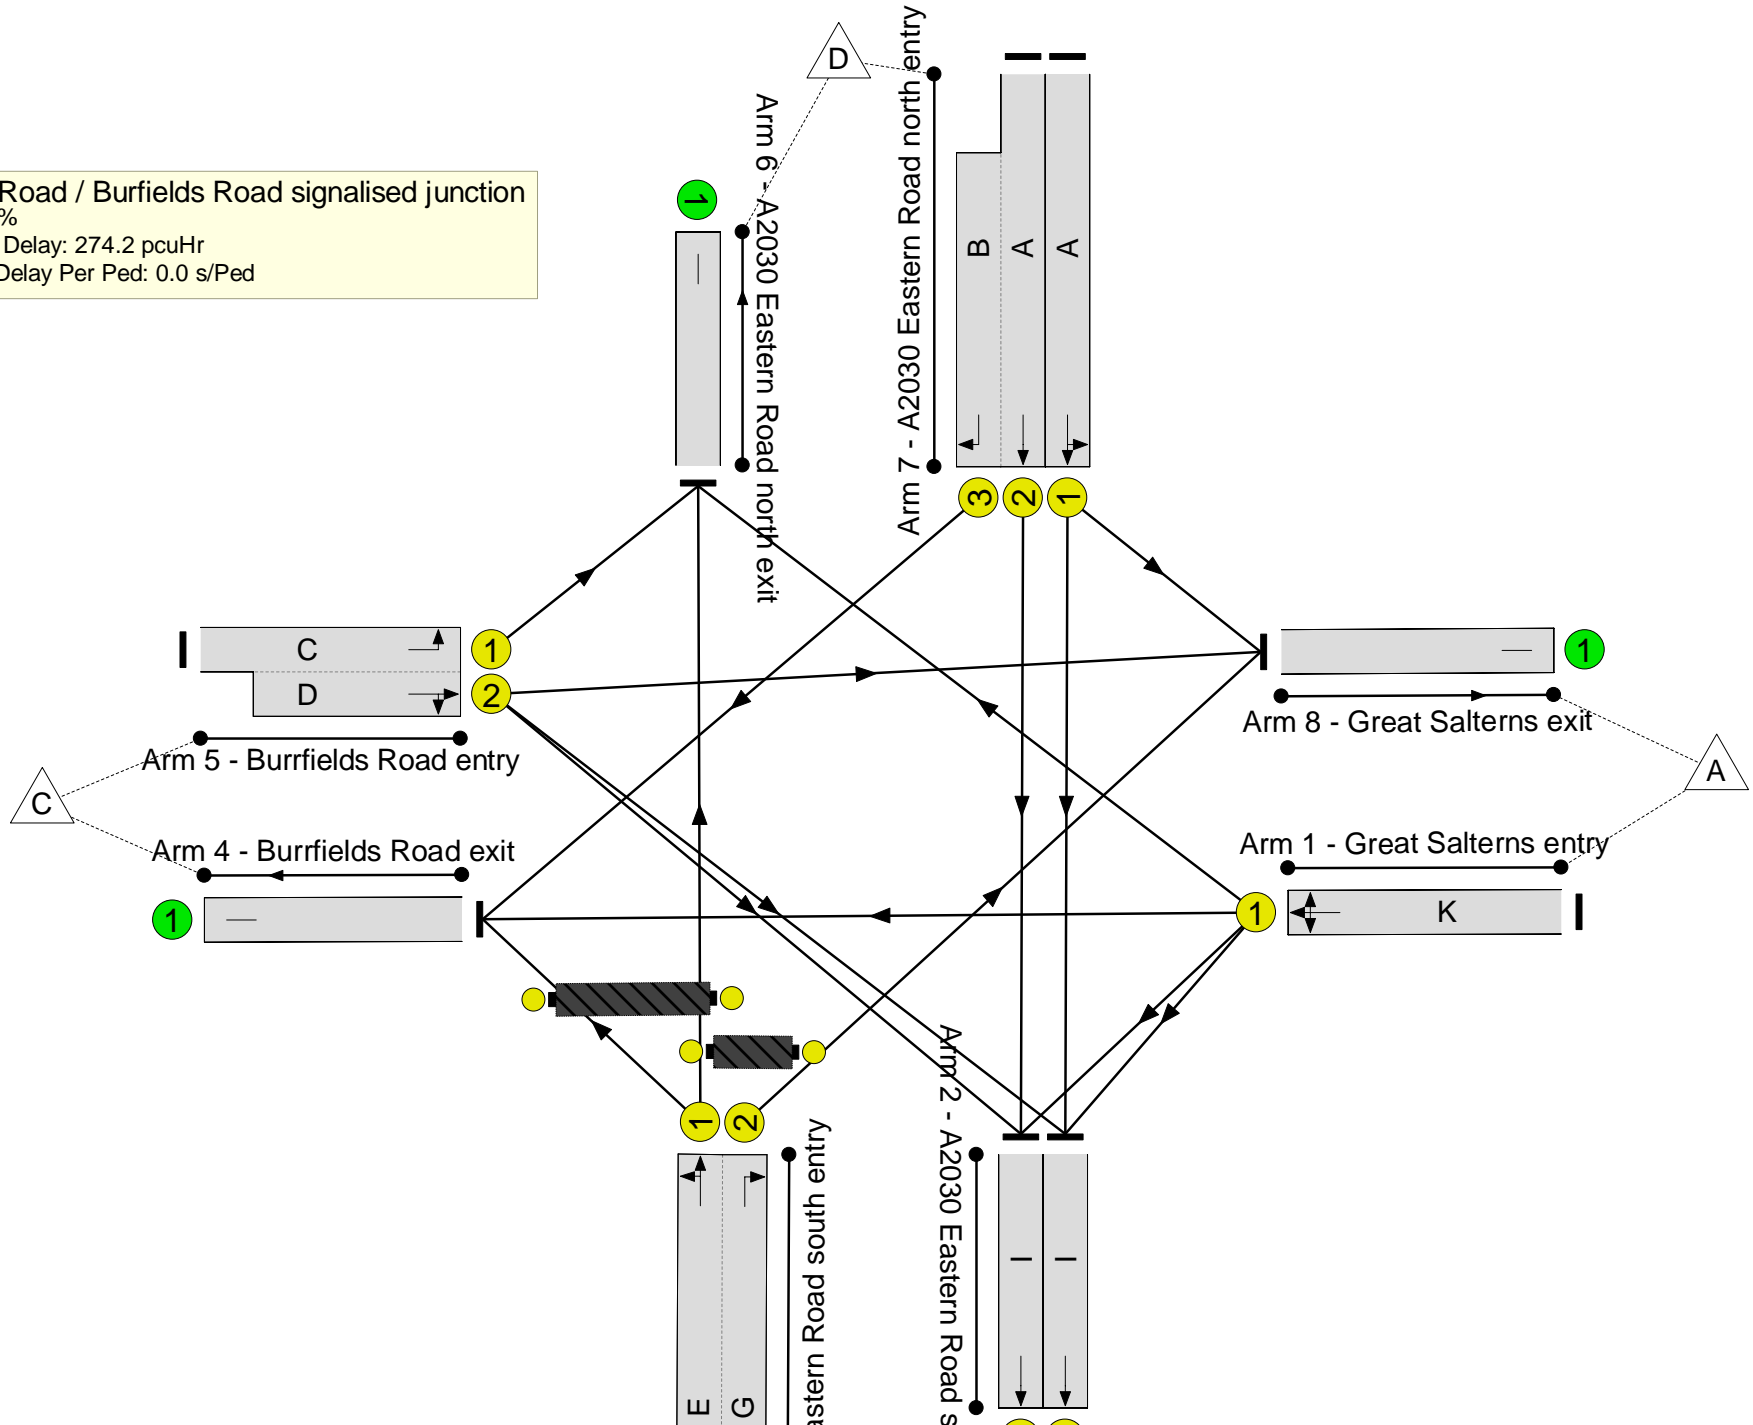 Road / Burfields Road signalised junction
%
Delay: 274.2 pcuHr
Delay Per Ped: 0.0 s/Ped
D
Arm 6 - A2030 Eastern Road north exit
1
Arm 7 - A2030 Eastern Road north entry
B
A
A
3
2
1
C
D
1
2
Arm 5 - Burrfields Road entry
C
Arm 4 - Burrfields Road exit
1
1
Arm 8 - Great Salterns exit
A
Arm 1 - Great Salterns entry
1
K
1
2
E
G
astern Road south entry
Arm 2 - A2030 Eastern Road s
I
I